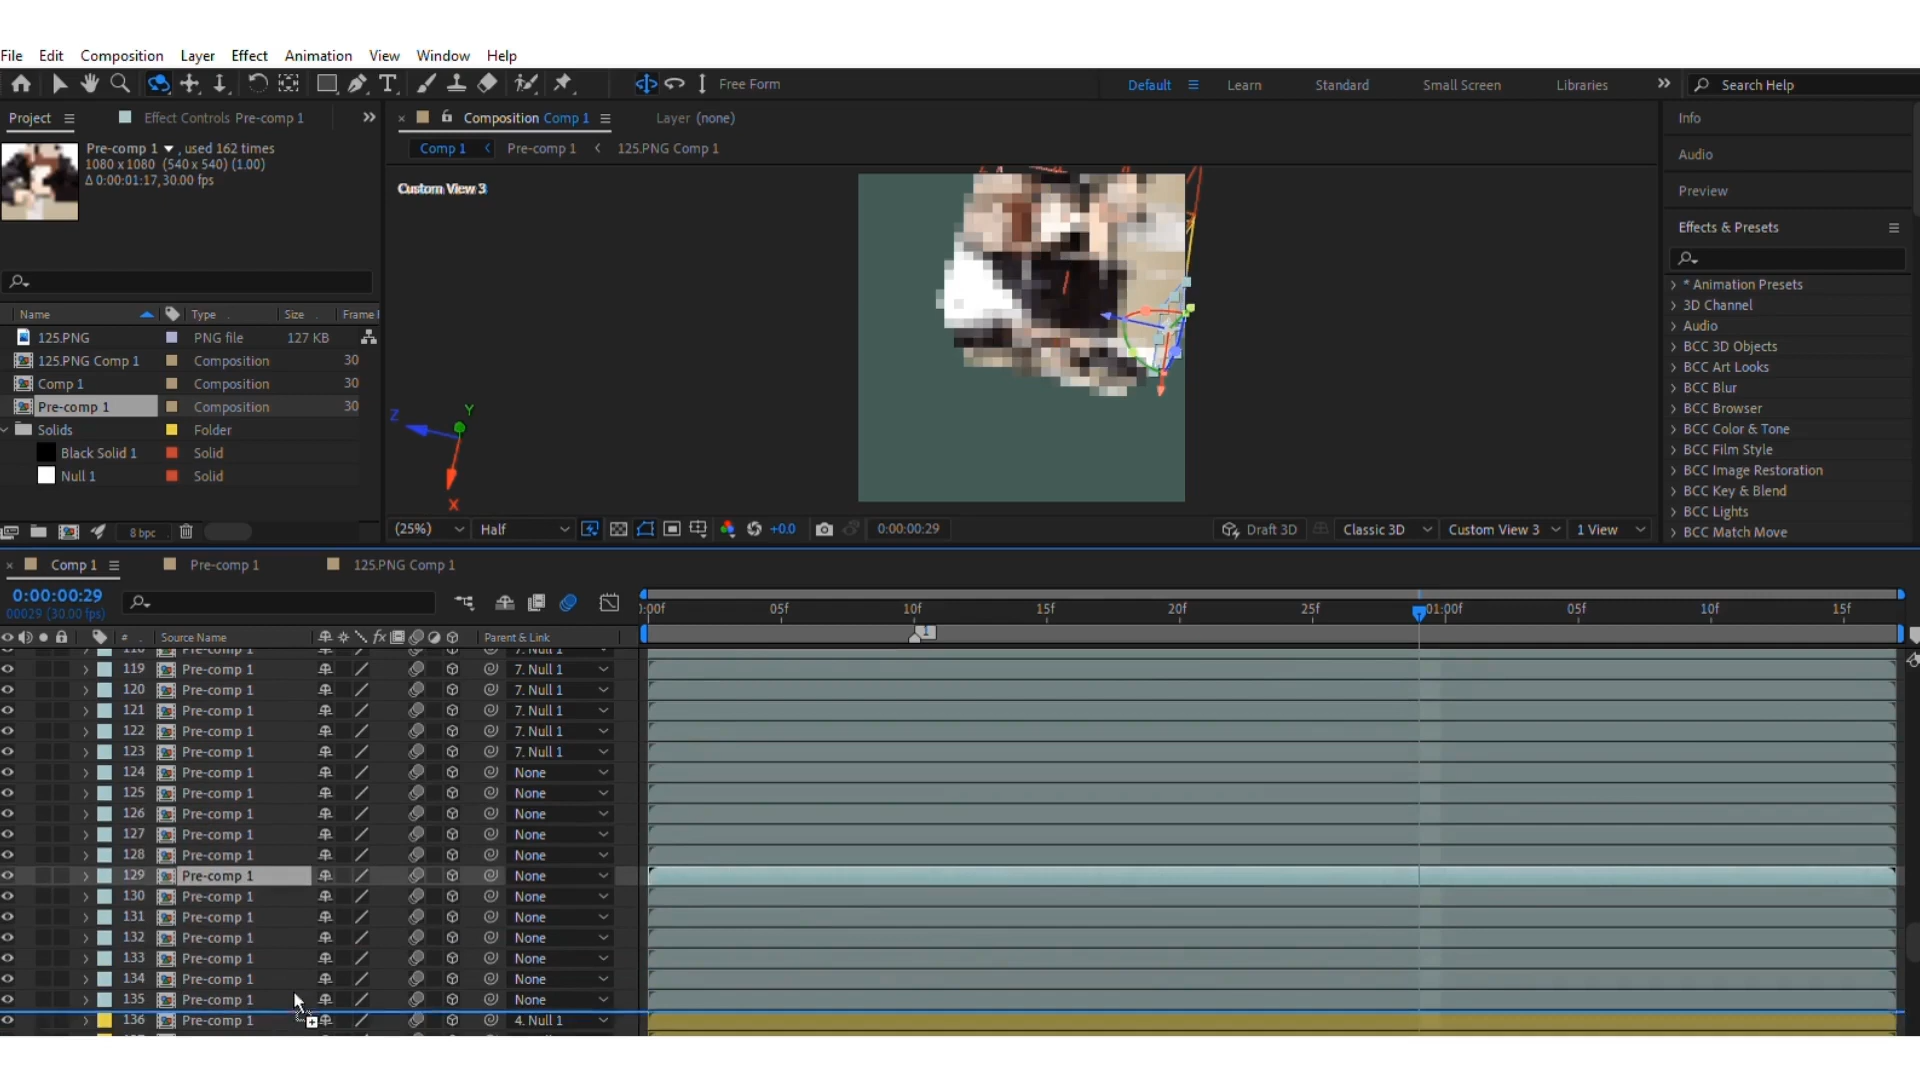 File Edit Composition Layer Effect Animation View Window Help
Free Form Default Learn Standard Small Screen Libraries Search Help
Project Effect Controls Pre-comp 1
Composition Comp 1 Layer (none)
Info
Pre-comp 1 , used 162 times
1080 x 1080 (540 x 540) (1.00)
Δ 0:00:01:17, 30.00 fps
Comp 1 Pre-comp 1 125.PNG Comp 1
Custom View 3
Audio
Preview
Effects & Presets
* Animation Presets
3D Channel
Audio
BCC 3D Objects
BCC Art Looks
BCC Blur
BCC Browser
BCC Color & Tone
BCC Film Style
BCC Image Restoration
BCC Key & Blend
BCC Lights
BCC Match Move
Name Type Size Frame
125.PNG PNG file 127 KB
125.PNG Comp 1 Composition 30
Comp 1 Composition 30
Pre-comp 1 Composition 30
Solids Folder
Black Solid 1 Solid
Null 1 Solid
Z Y X
8 bpc
(25%) Half +0.0 0:00:00:29 Draft 3D Classic 3D Custom View 3 1 View
Comp 1 Pre-comp 1 125.PNG Comp 1
0:00:00:29
00029 (30.00 fps)
:00f 05f 10f 15f 20f 25f 01:00f 05f 10f 15f
1
# Source Name fx Parent & Link
118 Pre-comp 1 7. Null 1
119 Pre-comp 1 7. Null 1
120 Pre-comp 1 7. Null 1
121 Pre-comp 1 7. Null 1
122 Pre-comp 1 7. Null 1
123 Pre-comp 1 7. Null 1
124 Pre-comp 1 None
125 Pre-comp 1 None
126 Pre-comp 1 None
127 Pre-comp 1 None
128 Pre-comp 1 None
129 Pre-comp 1 None
130 Pre-comp 1 None
131 Pre-comp 1 None
132 Pre-comp 1 None
133 Pre-comp 1 None
134 Pre-comp 1 None
135 Pre-comp 1 None
136 Pre-comp 1 4. Null 1